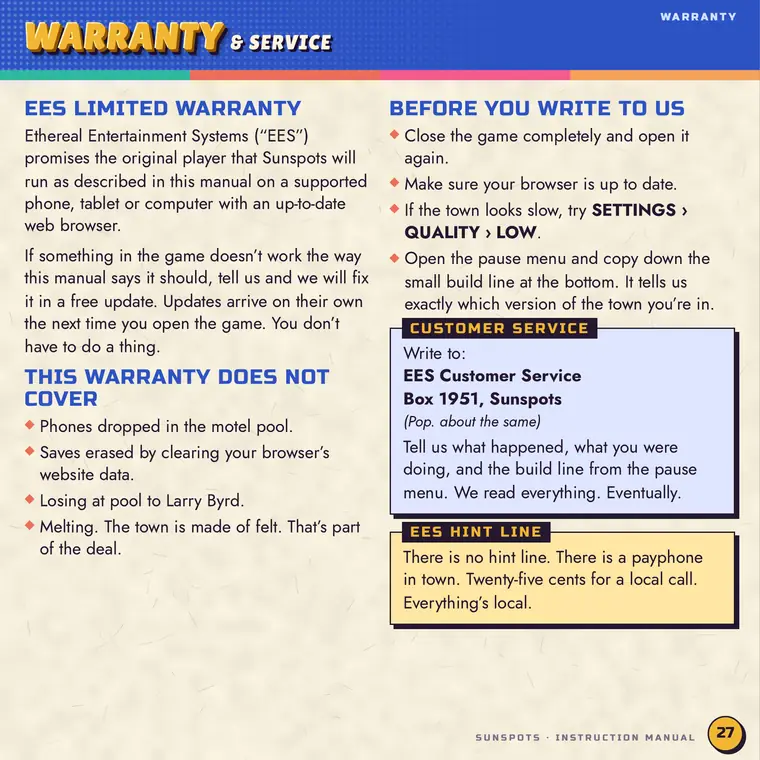 WARRANTY & SERVICE
WARRANTY
EES LIMITED WARRANTY
Ethereal Entertainment Systems (“EES”)
promises the original player that Sunspots will
run as described in this manual on a supported
phone, tablet or computer with an up-to-date
web browser.
If something in the game doesn’t work the way
this manual says it should, tell us and we will fix
it in a free update. Updates arrive on their own
the next time you open the game. You don’t
have to do a thing.
THIS WARRANTY DOES NOT
COVER
Phones dropped in the motel pool.
Saves erased by clearing your browser’s
website data.
Losing at pool to Larry Byrd.
Melting. The town is made of felt. That’s part
of the deal.
BEFORE YOU WRITE TO US
Close the game completely and open it
again.
Make sure your browser is up to date.
If the town looks slow, try SETTINGS ›
QUALITY › LOW.
Open the pause menu and copy down the
small build line at the bottom. It tells us
exactly which version of the town you’re in.
CUSTOMER SERVICE
Write to:
EES Customer Service
Box 1951, Sunspots
(Pop. about the same)
Tell us what happened, what you were
doing, and the build line from the pause
menu. We read everything. Eventually.
EES HINT LINE
There is no hint line. There is a payphone
in town. Twenty-five cents for a local call.
Everything’s local.
SUNSPOTS · INSTRUCTION MANUAL
27